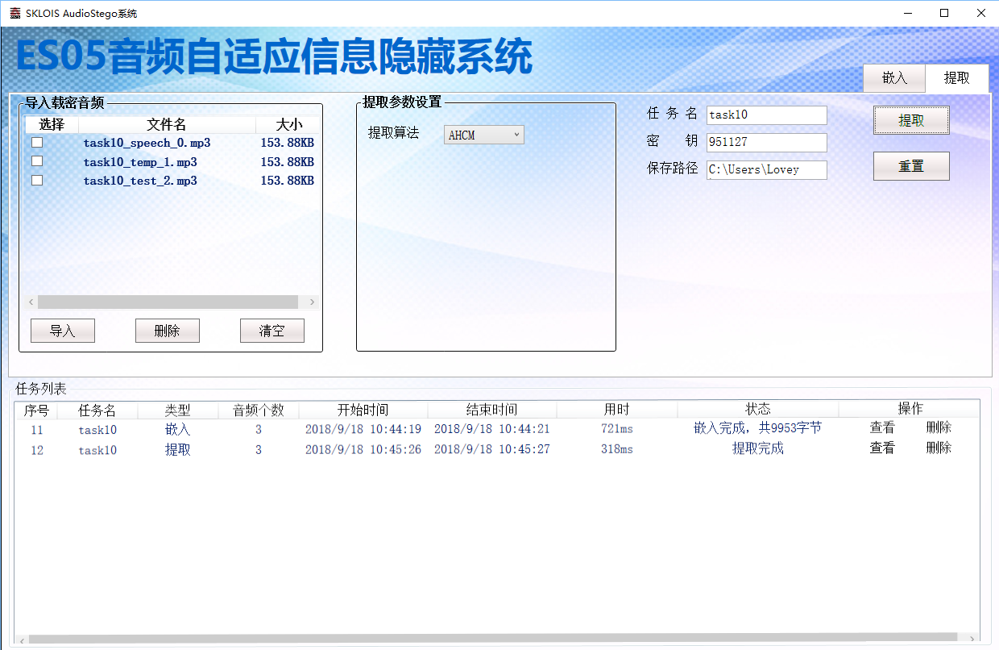 SKLOIS AudioStego系统
ES05音频自适应信息隐藏系统
嵌入 提取
导入载密音频
选择 文件名 大小
task10_speech_0.mp3 153.88KB
task10_temp_1.mp3 153.88KB
task10_test_2.mp3 153.88KB
导入 删除 清空
提取参数设置
提取算法 AHCM
任 务 名 task10
密 钥 951127
保存路径 C:\Users\Lovey
提取
重置
任务列表
序号 任务名 类型 音频个数 开始时间 结束时间 用时 状态 操作
11 task10 嵌入 3 2018/9/18 10:44:19 2018/9/18 10:44:21 721ms 嵌入完成，共9953字节 查看 删除
12 task10 提取 3 2018/9/18 10:45:26 2018/9/18 10:45:27 318ms 提取完成 查看 删除